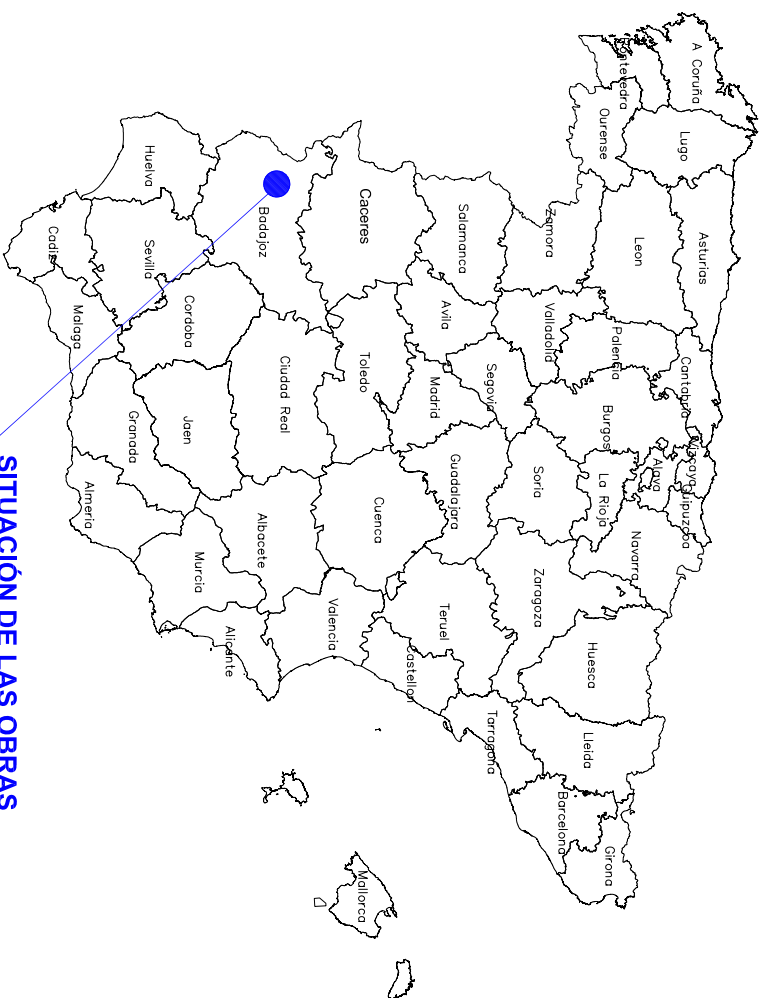 A Coruña
Lugo
Pontevedra
Ourense
Asturias
Leon
Zamora
Cantabria
Palencia
Valladolid
Burgos
Vizcaya
Guipuzcoa
Alava
La Rioja
Navarra
Huesca
Lleida
Girona
Barcelona
Tarragona
Zaragoza
Soria
Segovia
Salamanca
Avila
Madrid
Guadalajara
Teruel
Castellon
Caceres
Toledo
Cuenca
Valencia
Mallorca
Badajoz
Ciudad Real
Albacete
Alicante
Murcia
Huelva
Sevilla
Cordoba
Jaen
Granada
Almeria
Malaga
Cadiz
SITUACIÓN DE LAS OBRAS